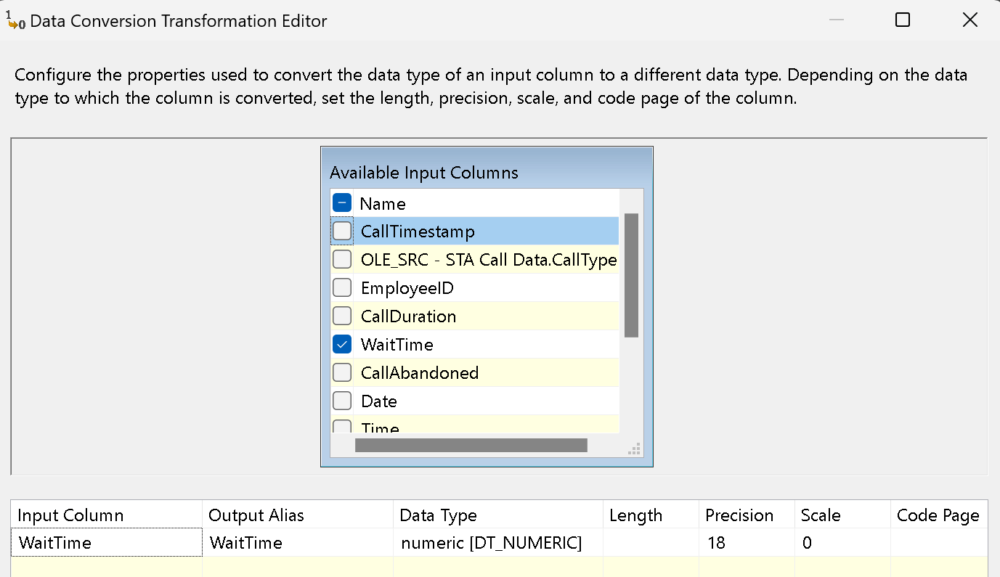 Data Conversion Transformation Editor
Configure the properties used to convert the data type of an input column to a different data type. Depending on the data
type to which the column is converted, set the length, precision, scale, and code page of the column.
Available Input Columns
Name
CallTimestamp
OLE_SRC - STA Call Data.CallType
EmployeeID
CallDuration
WaitTime
CallAbandoned
Date
Time
Input Column Output Alias Data Type Length Precision Scale Code Page
WaitTime WaitTime numeric [DT_NUMERIC] 18 0